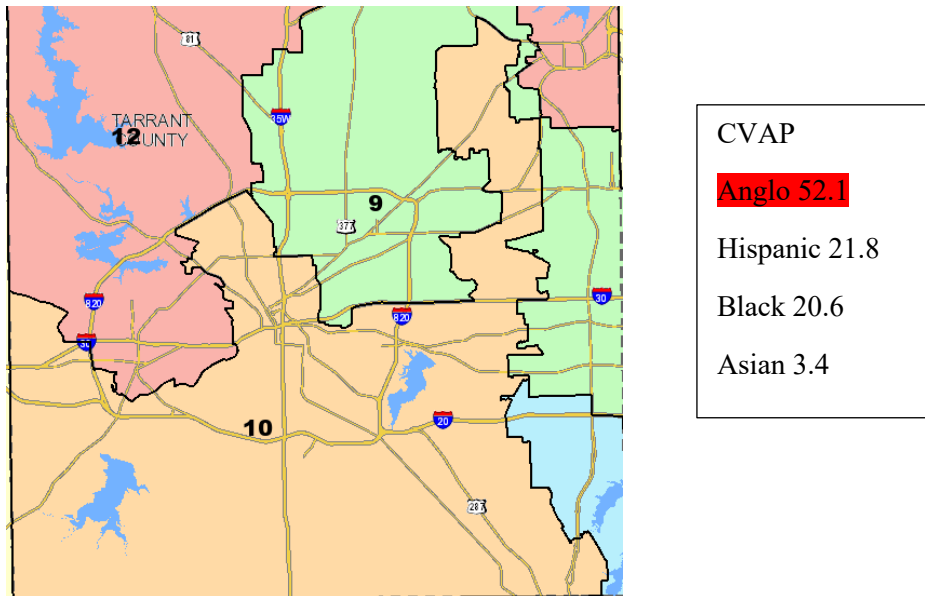 81
35W
TARRANT
COUNTY
12
9
377
820
30
820
30
10
20
287
CVAP
Anglo 52.1
Hispanic 21.8
Black 20.6
Asian 3.4